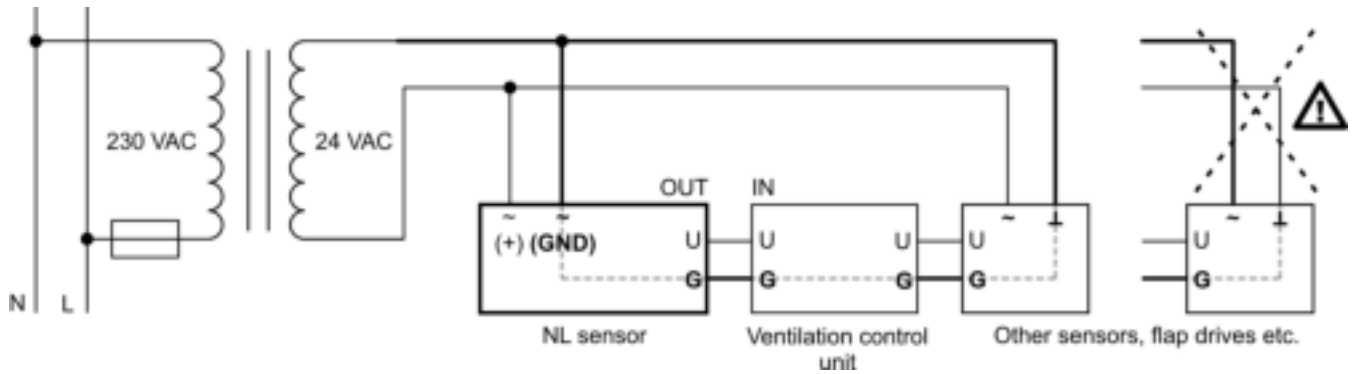 230 VAC
24 VAC
OUT
IN
~
~
~
⊥
~
⊥
(+) (GND)
U
U
U
U
U
G
G
G
G
G
N
L
NL sensor
Ventilation control
unit
Other sensors, flap drives etc.